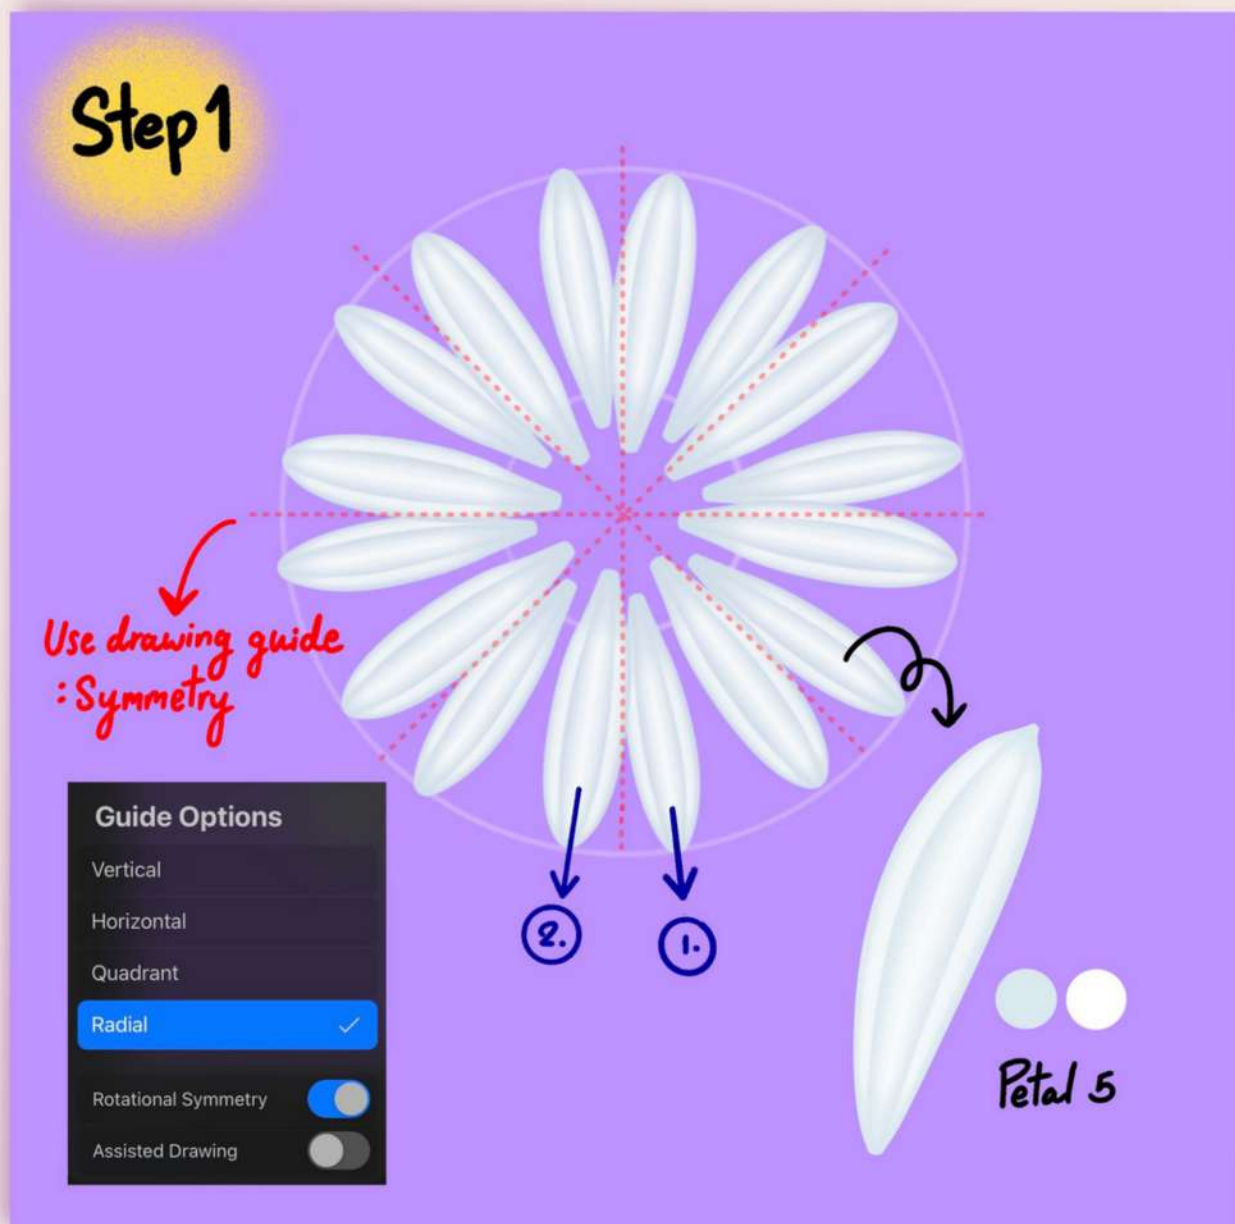 Step 1
Use drawing guide
: Symmetry
Guide Options
Vertical
Horizontal
Quadrant
Radial
Rotational Symmetry
Assisted Drawing
2.
1.
Petal 5